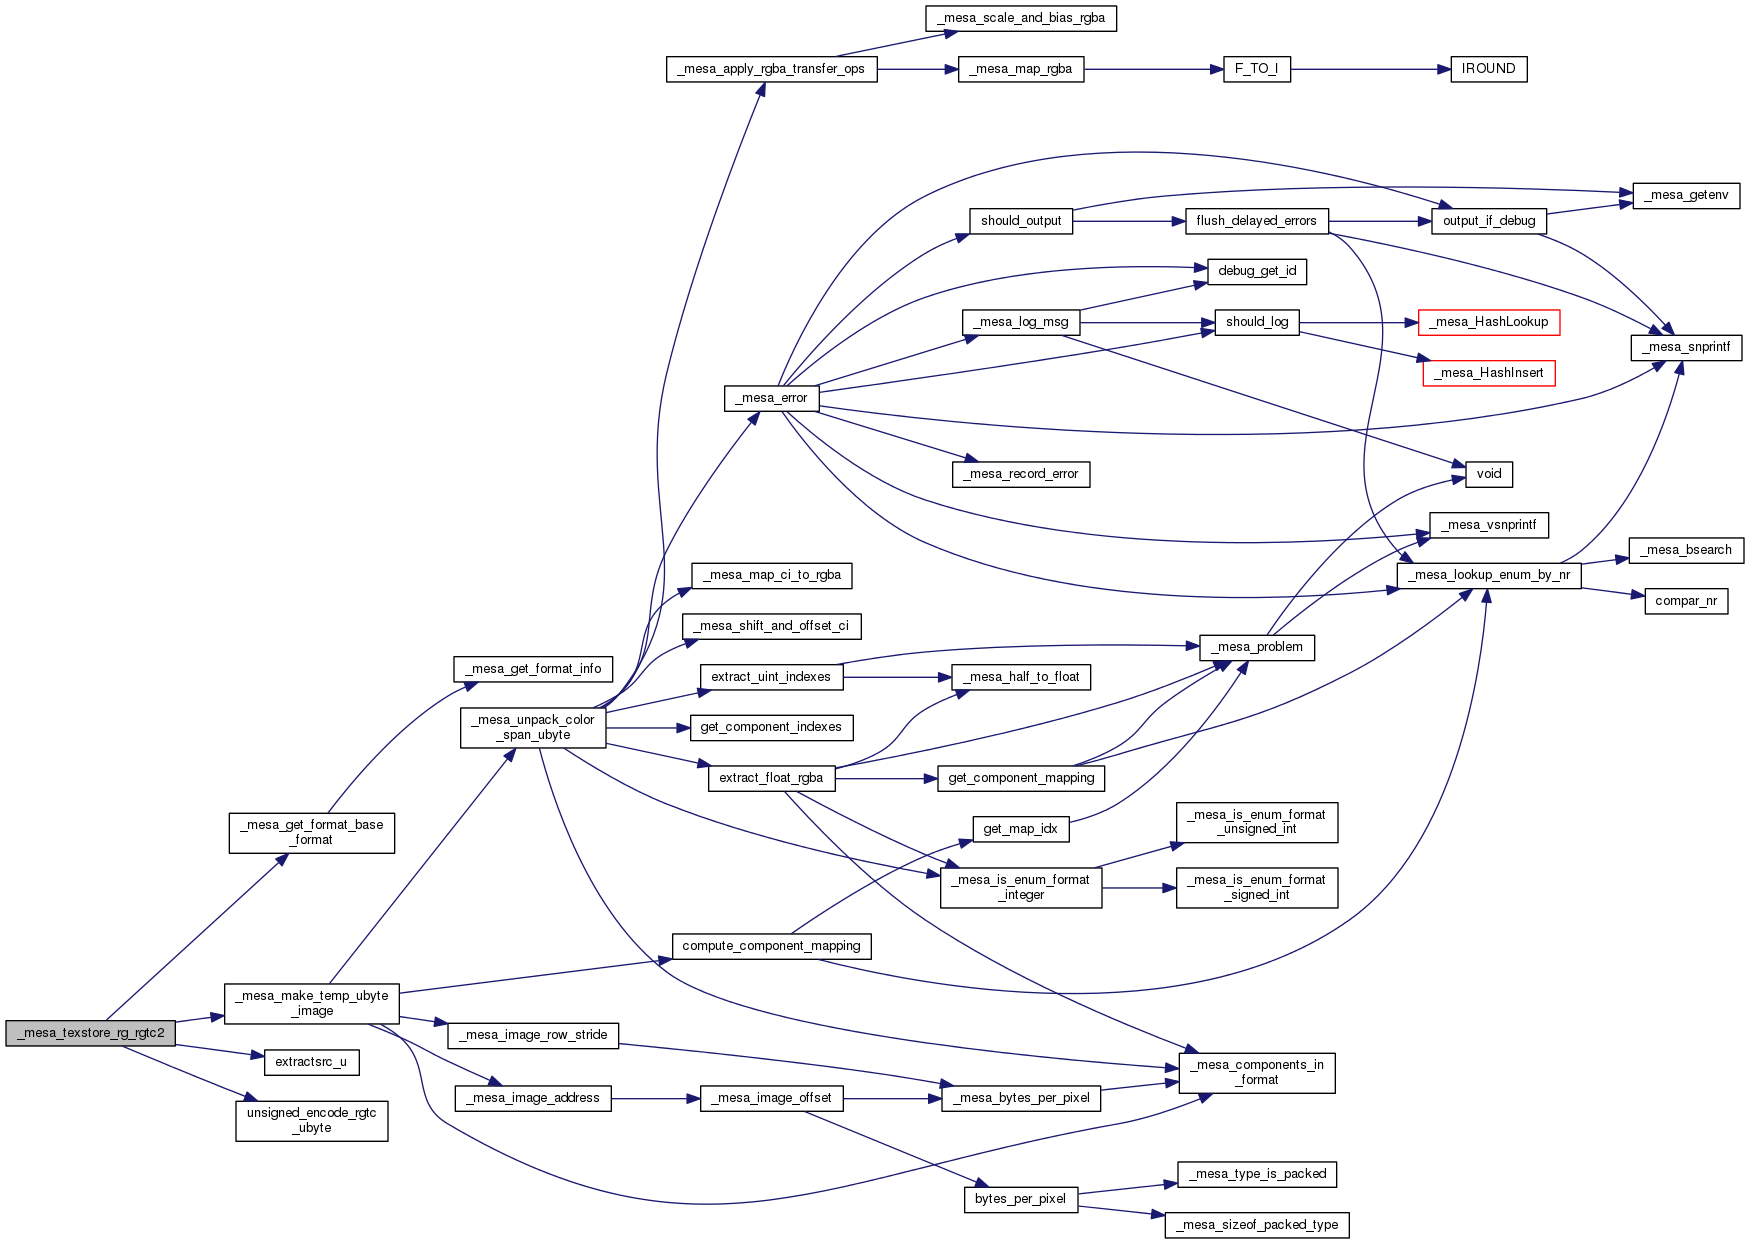 _mesa_scale_and_bias_rgba
_mesa_apply_rgba_transfer_ops
_mesa_map_rgba
F_TO_I
IROUND
should_output
flush_delayed_errors
output_if_debug
_mesa_getenv
debug_get_id
_mesa_log_msg
should_log
_mesa_HashLookup
_mesa_snprintf
_mesa_HashInsert
_mesa_error
_mesa_record_error
void
_mesa_vsnprintf
_mesa_bsearch
_mesa_map_ci_to_rgba
_mesa_lookup_enum_by_nr
compar_nr
_mesa_shift_and_offset_ci
_mesa_problem
_mesa_get_format_info
extract_uint_indexes
_mesa_half_to_float
_mesa_unpack_color
_span_ubyte
get_component_indexes
extract_float_rgba
get_component_mapping
_mesa_get_format_base
_format
get_map_idx
_mesa_is_enum_format
_unsigned_int
_mesa_is_enum_format
_integer
_mesa_is_enum_format
_signed_int
compute_component_mapping
_mesa_make_temp_ubyte
_image
_mesa_texstore_rg_rgtc2
_mesa_image_row_stride
extractsrc_u
_mesa_components_in
_format
_mesa_image_address
_mesa_image_offset
_mesa_bytes_per_pixel
unsigned_encode_rgtc
_ubyte
_mesa_type_is_packed
bytes_per_pixel
_mesa_sizeof_packed_type